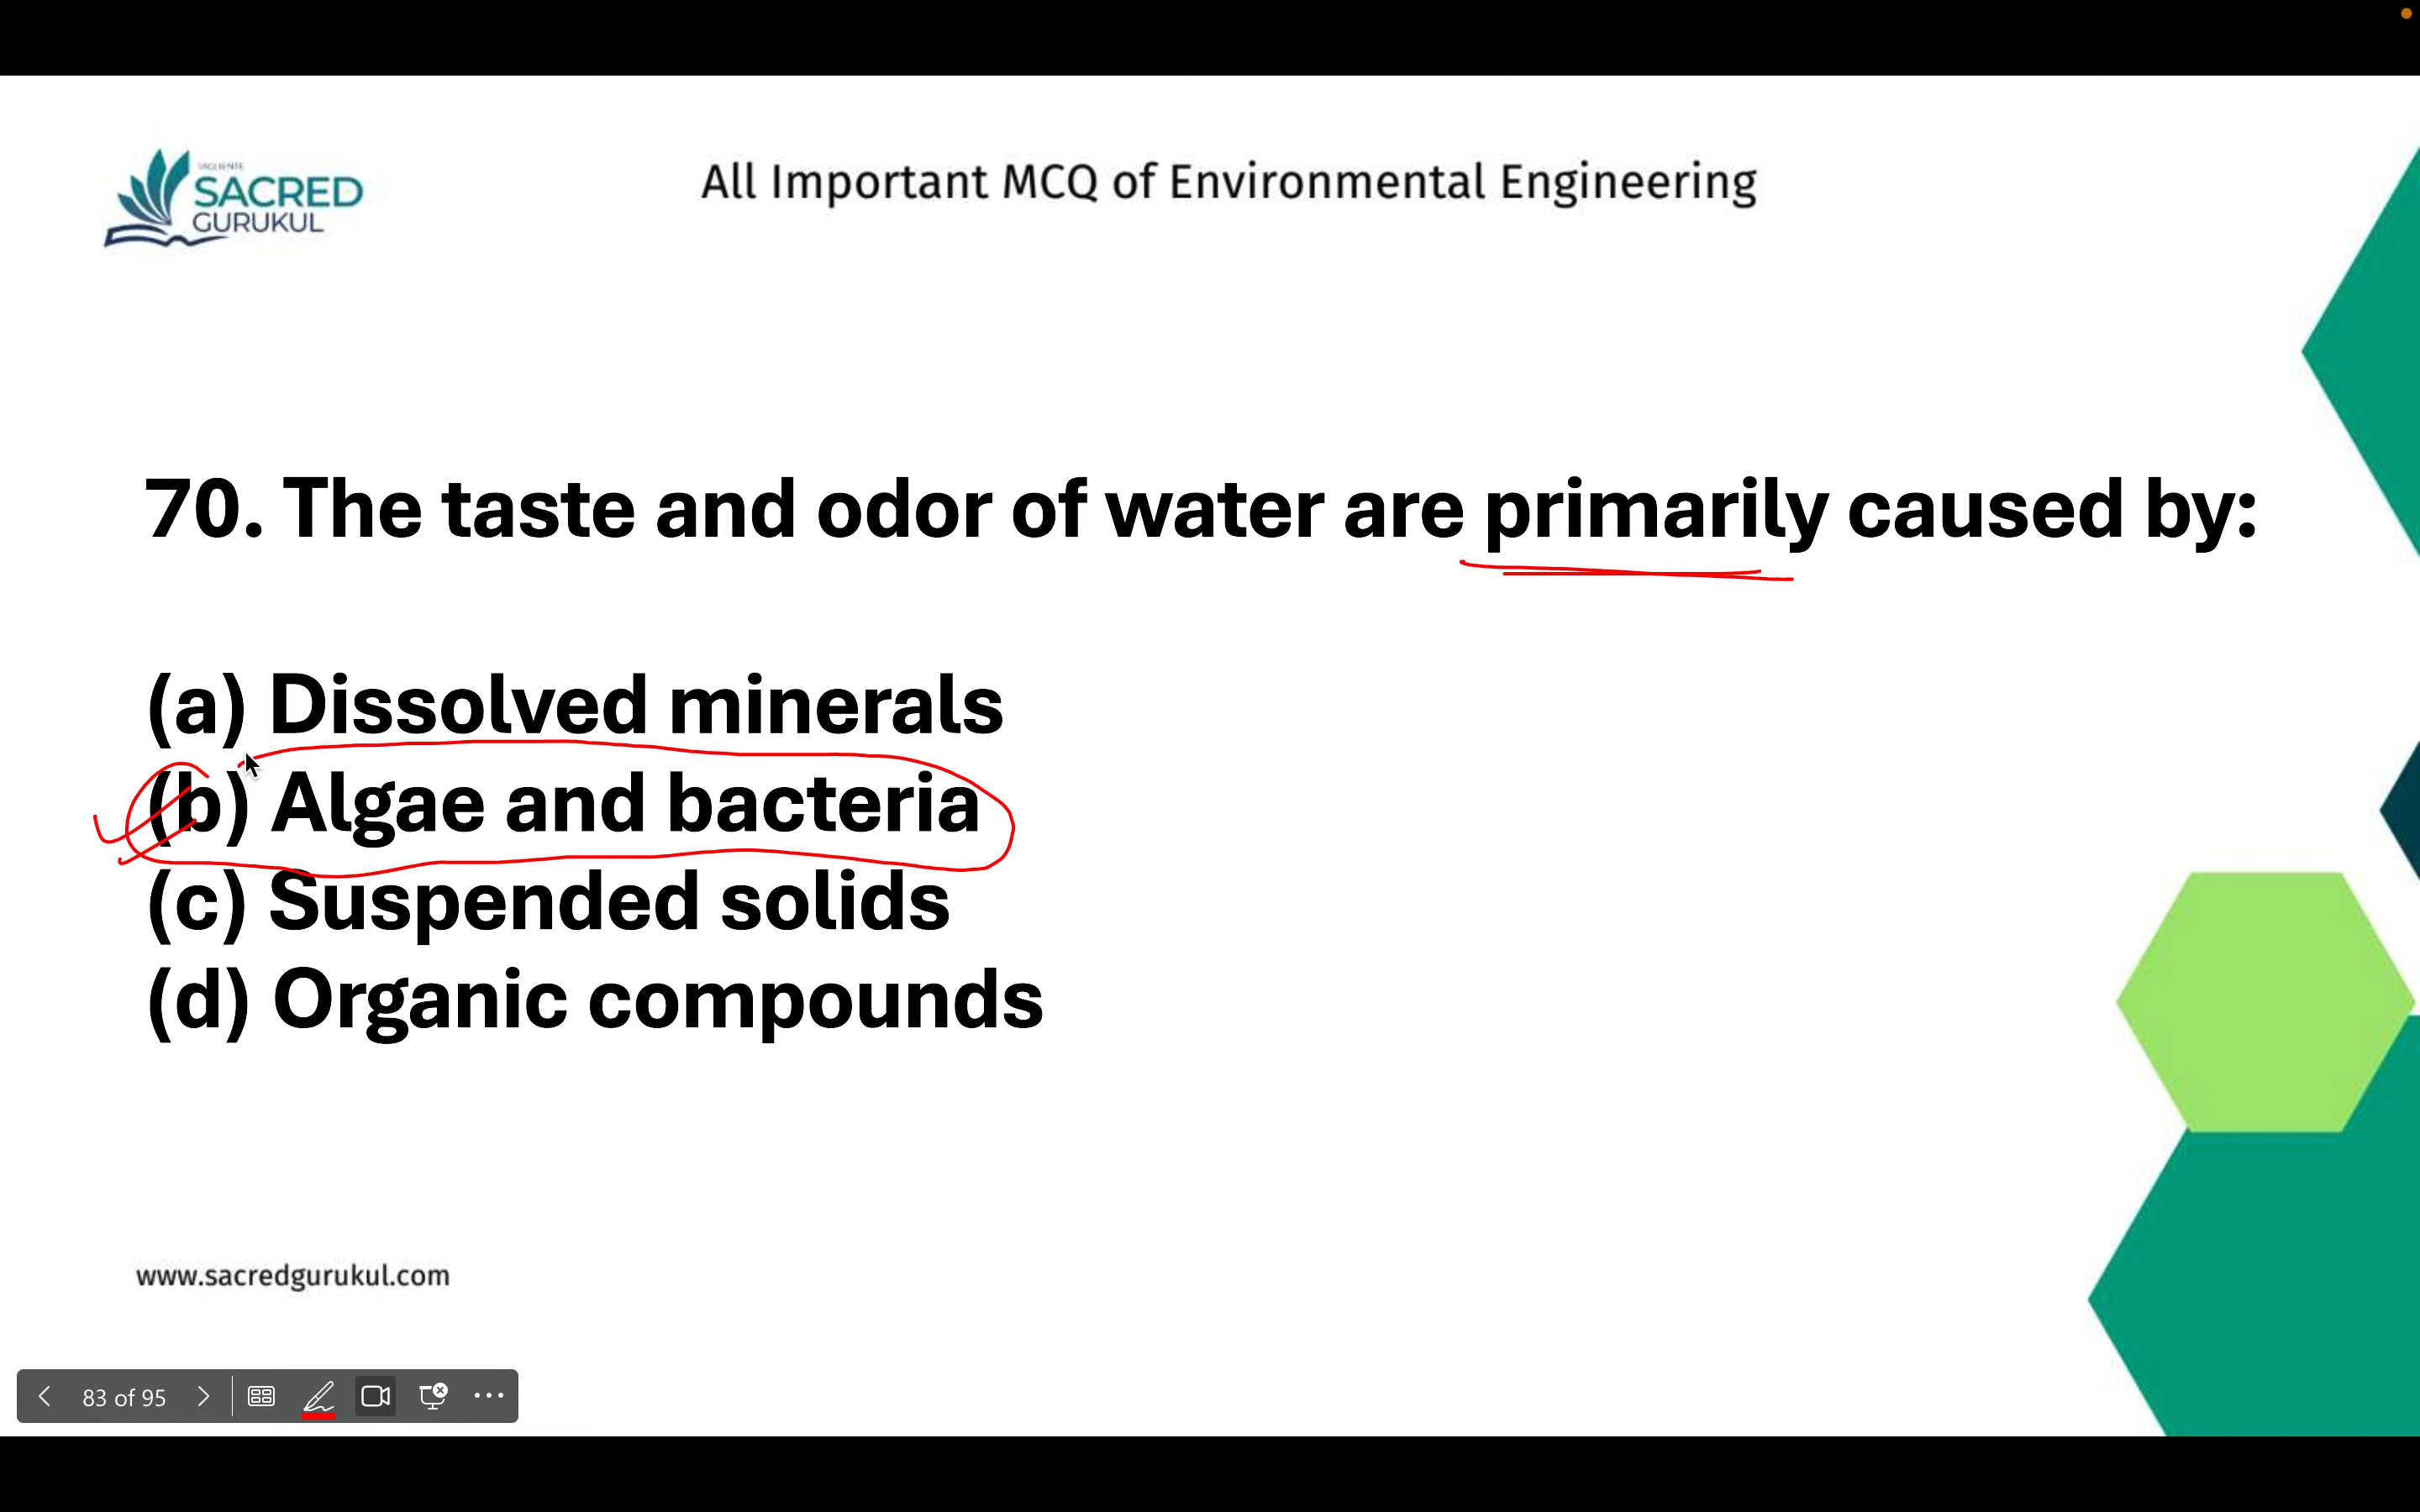 TAGLIENTE
SACRED
GURUKUL
All Important MCQ of Environmental Engineering
70. The taste and odor of water are primarily caused by:
(a) Dissolved minerals
(b) Algae and bacteria
(c) Suspended solids
(d) Organic compounds
www.sacredgurukul.com
83 of 95